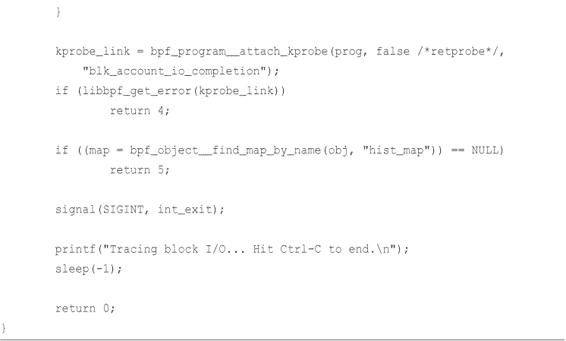 }
kprobe_link = bpf_program__attach_kprobe(prog, false /*retprobe*/,
"blk_account_io_completion");
if (libbpf_get_error(kprobe_link))
return 4;
if ((map = bpf_object__find_map_by_name(obj, "hist_map")) == NULL)
return 5;
signal(SIGINT, int_exit);
printf("Tracing block I/O... Hit Ctrl-C to end.\n");
sleep(-1);
return 0;
}